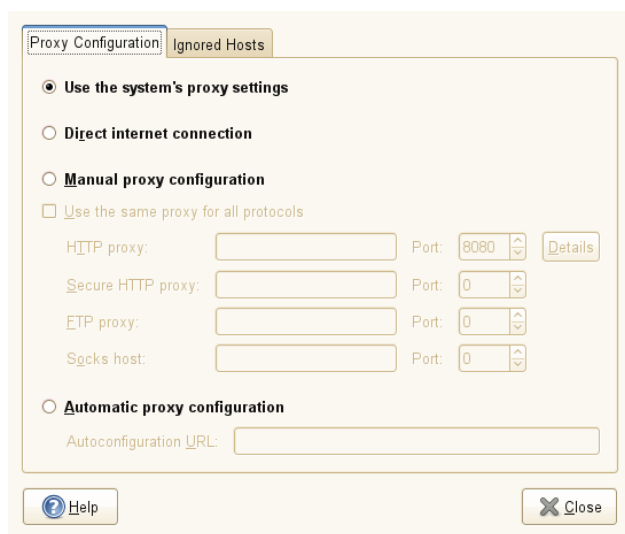 Proxy Configuration Ignored Hosts
Use the system's proxy settings
Direct internet connection
Manual proxy configuration
Use the same proxy for all protocols
HTTP proxy: Port: 8080 Details
Secure HTTP proxy: Port: 0
FTP proxy: Port: 0
Socks host: Port: 0
Automatic proxy configuration
Autoconfiguration URL:
Help Close